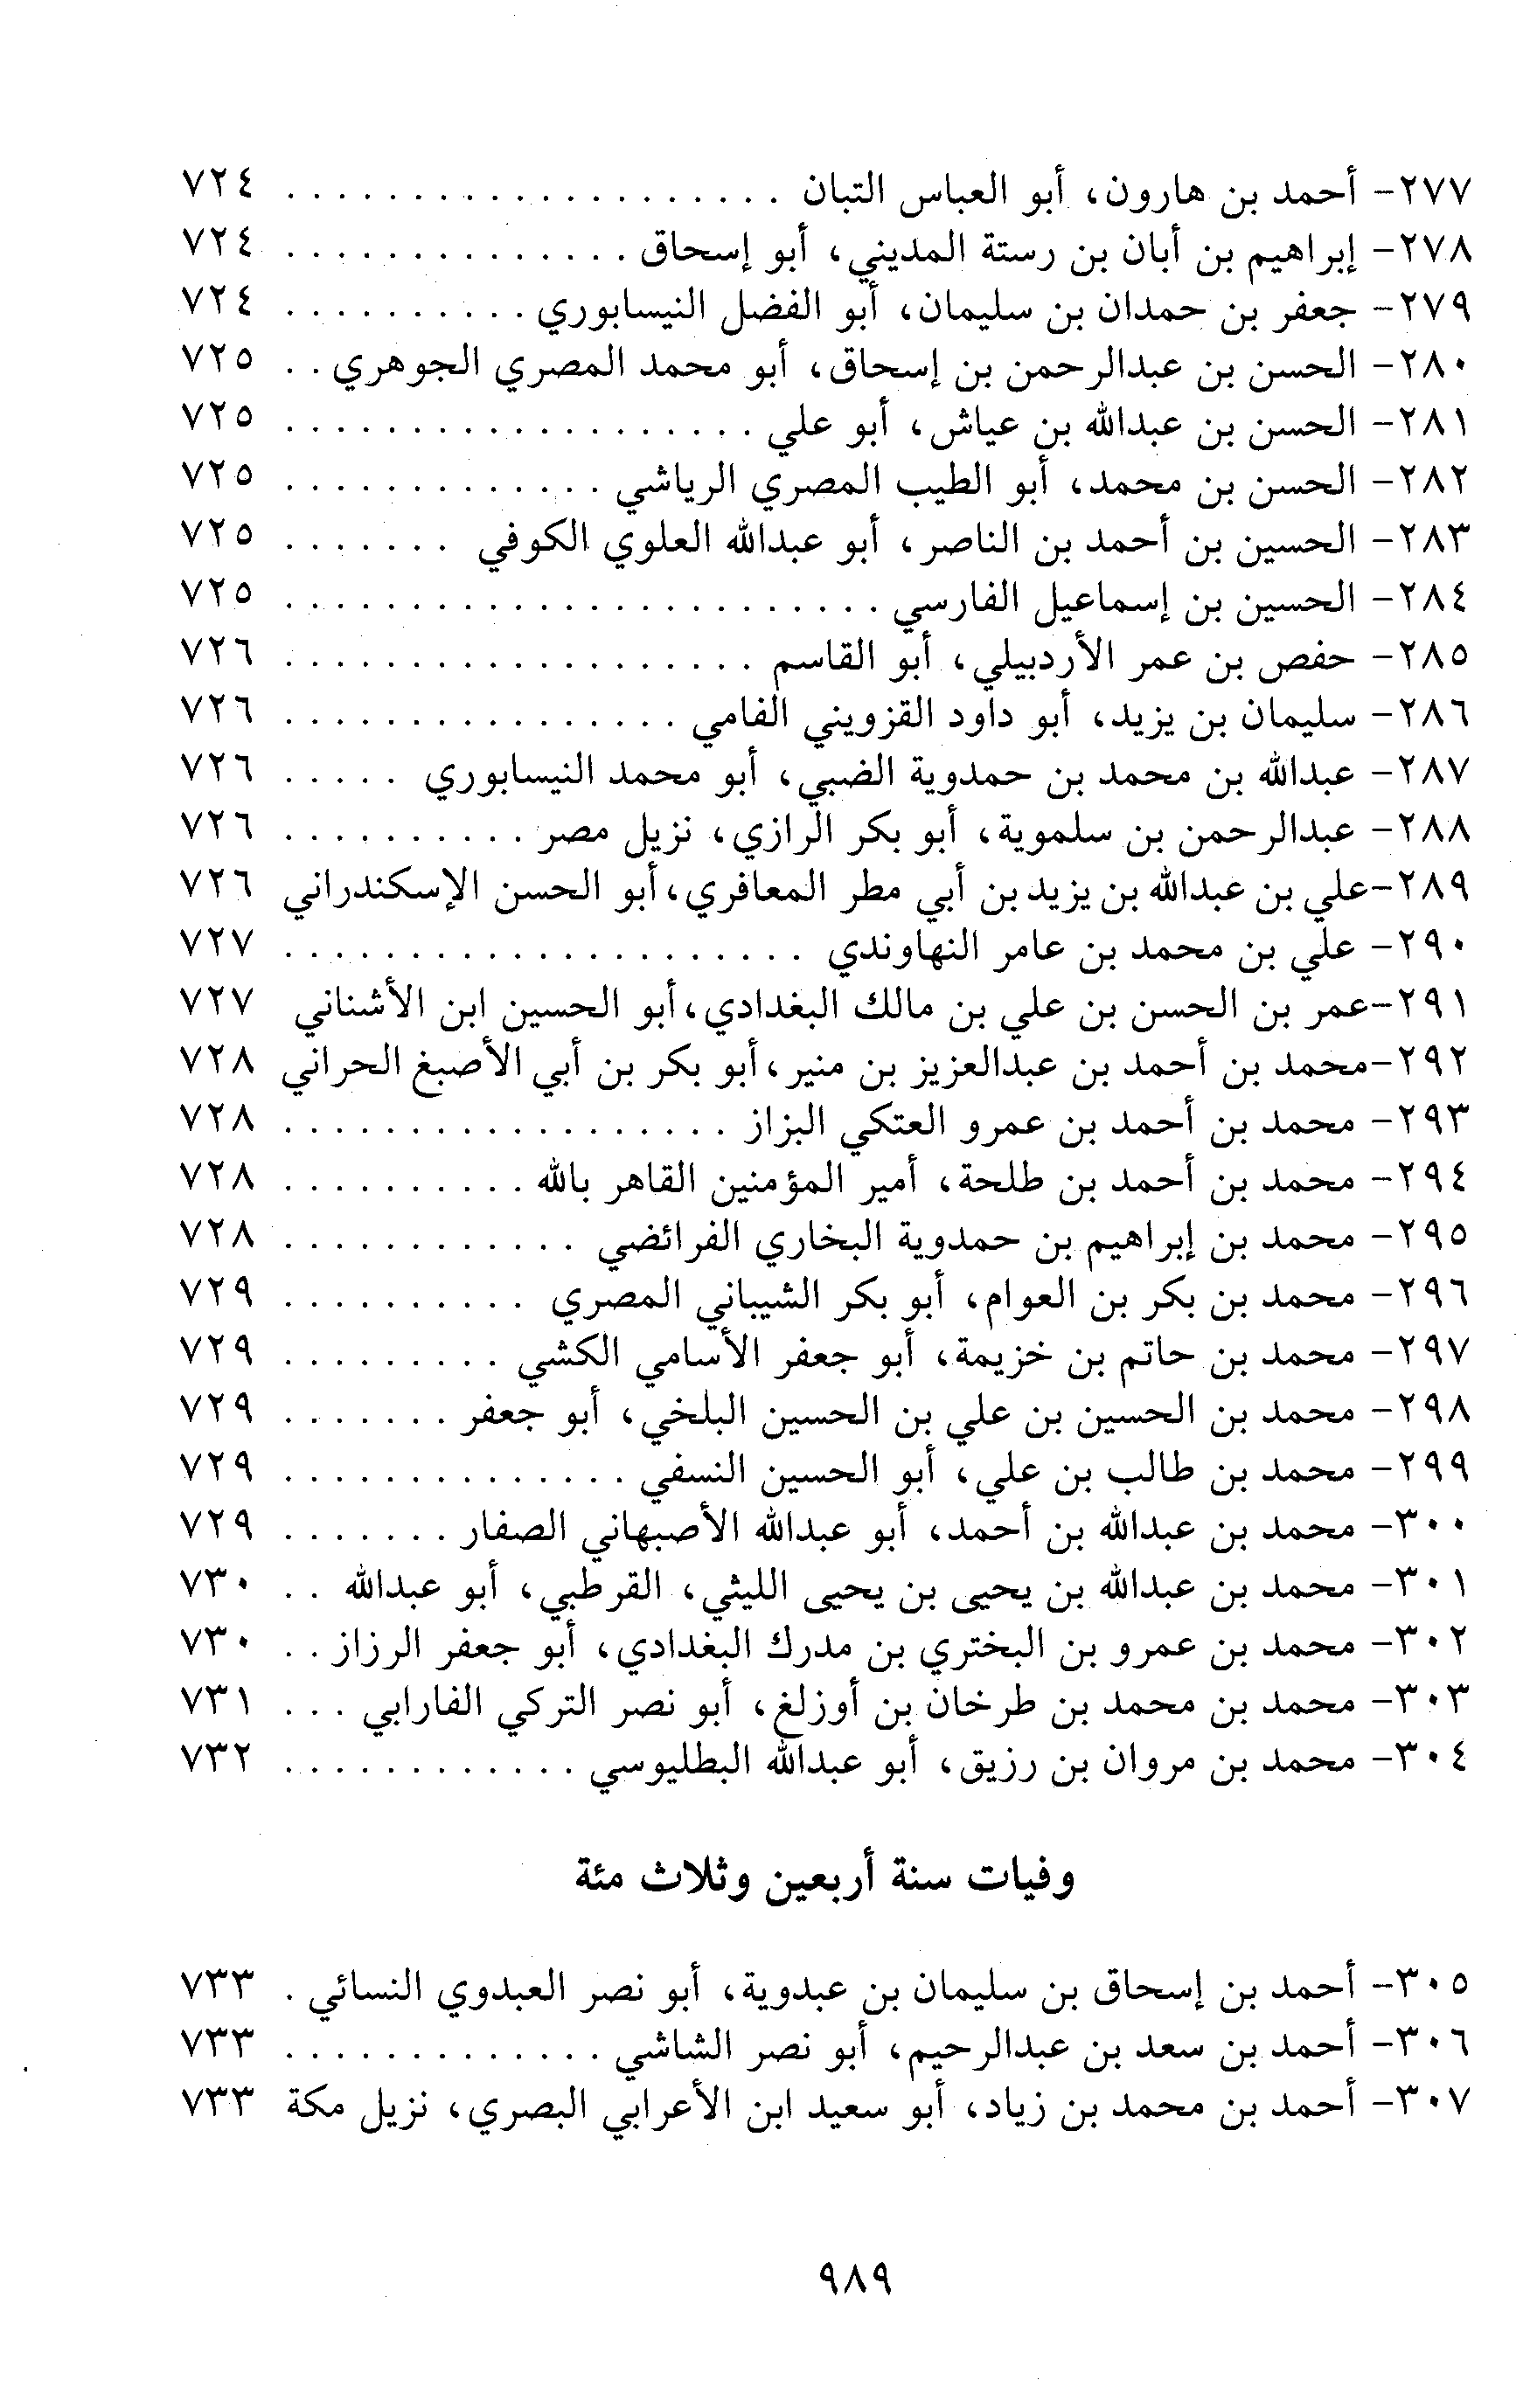 ٢٧٧- أحمد بن هارون، أبو العباس التبان . . . . . . . . . . . . . . . . . . . . ٧٢٤
٢٧٨- إبراهيم بن أبان بن رستة المديني، أبو إسحاق . . . . . . . . . . . . . . ٧٢٤
٢٧٩- جعفر بن حمدان بن سليمان، أبو الفضل النيسابوري . . . . . . . . . . ٧٢٤
٢٨٠- الحسن بن عبدالرحمن بن إسحاق، أبو محمد المصري الجوهري . . ٧٢٥
٢٨١- الحسن بن عبدالله بن عياش، أبو علي . . . . . . . . . . . . . . . . . . . ٧٢٥
٢٨٢- الحسن بن محمد، أبو الطيب المصري الرياشي . . . . . . . . . . . . . ٧٢٥
٢٨٣- الحسين بن أحمد بن الناصر، أبو عبدالله العلوي الكوفي . . . . . . . ٧٢٥
٢٨٤- الحسين بن إسماعيل الفارسي . . . . . . . . . . . . . . . . . . . . . . . . ٧٢٥
٢٨٥- حفص بن عمر الأردبيلي، أبو القاسم . . . . . . . . . . . . . . . . . . . ٧٢٦
٢٨٦- سليمان بن يزيد، أبو داود القزويني الفامي . . . . . . . . . . . . . . . . ٧٢٦
٢٨٧- عبدالله بن محمد بن حمدوية الضبي، أبو محمد النيسابوري . . . . . ٧٢٦
٢٨٨- عبدالرحمن بن سلموية، أبو بكر الرازي، نزيل مصر . . . . . . . . . . ٧٢٦
٢٨٩-علي بن عبدالله بن يزيد بن أبي مطر المعافري،أبو الحسن الإسكندراني ٧٢٦
٢٩٠- علي بن محمد بن عامر النهاوندي . . . . . . . . . . . . . . . . . . . . . ٧٢٧
٢٩١-عمر بن الحسن بن علي بن مالك البغدادي،أبو الحسين ابن الأشناني ٧٢٧
٢٩٢-محمد بن أحمد بن عبدالعزيز بن منير،أبو بكر بن أبي الأصبغ الحراني ٧٢٨
٢٩٣- محمد بن أحمد بن عمرو العتكي البزاز . . . . . . . . . . . . . . . . . . ٧٢٨
٢٩٤- محمد بن أحمد بن طلحة، أمير المؤمنين القاهر بالله . . . . . . . . . . ٧٢٨
٢٩٥- محمد بن إبراهيم بن حمدوية البخاري الفرائضي . . . . . . . . . . . . ٧٢٨
٢٩٦- محمد بن بكر بن العوام، أبو بكر الشيباني المصري . . . . . . . . . . ٧٢٩
٢٩٧- محمد بن حاتم بن خزيمة، أبو جعفر الأسامي الكشي . . . . . . . . . ٧٢٩
٢٩٨- محمد بن الحسين بن علي بن الحسين البلخي، أبو جعفر . . . . . . . ٧٢٩
٢٩٩- محمد بن طالب بن علي، أبو الحسين النسفي . . . . . . . . . . . . . . ٧٢٩
٣٠٠- محمد بن عبدالله بن أحمد، أبو عبدالله الأصبهاني الصفار . . . . . . . ٧٢٩
٣٠١- محمد بن عبدالله بن يحيى بن يحيى الليثي، القرطبي، أبو عبدالله . . ٧٣٠
٣٠٢- محمد بن عمرو بن البختري بن مدرك البغدادي، أبو جعفر الرزاز . . ٧٣٠
٣٠٣- محمد بن محمد بن طرخان بن أوزلغ، أبو نصر التركي الفارابي . . . ٧٣١
٣٠٤- محمد بن مروان بن رزيق، أبو عبدالله البطليوسي . . . . . . . . . . . . ٧٣٢
وفيات سنة أربعين وثلاث مئة
٣٠٥- أحمد بن إسحاق بن سليمان بن عبدوية، أبو نصر العبدوي النسائي . ٧٣٣
٣٠٦- أحمد بن سعد بن عبدالرحيم، أبو نصر الشاشي . . . . . . . . . . . . . ٧٣٣
٣٠٧- أحمد بن محمد بن زياد، أبو سعيد ابن الأعرابي البصري، نزيل مكة ٧٣٣
٩٨٩